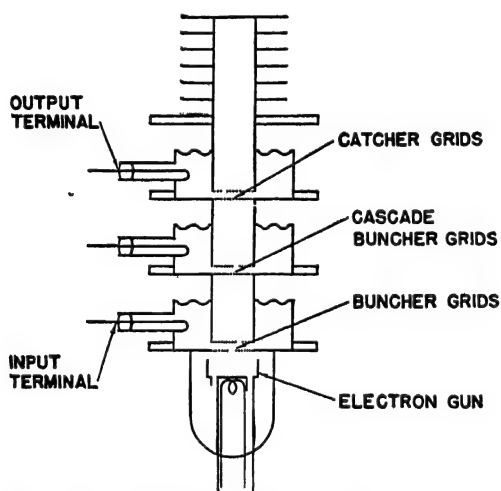 OUTPUT
TERMINAL
CATCHER GRIDS
CASCADE
BUNCHER GRIDS
BUNCHER GRIDS
INPUT
TERMINAL
ELECTRON GUN